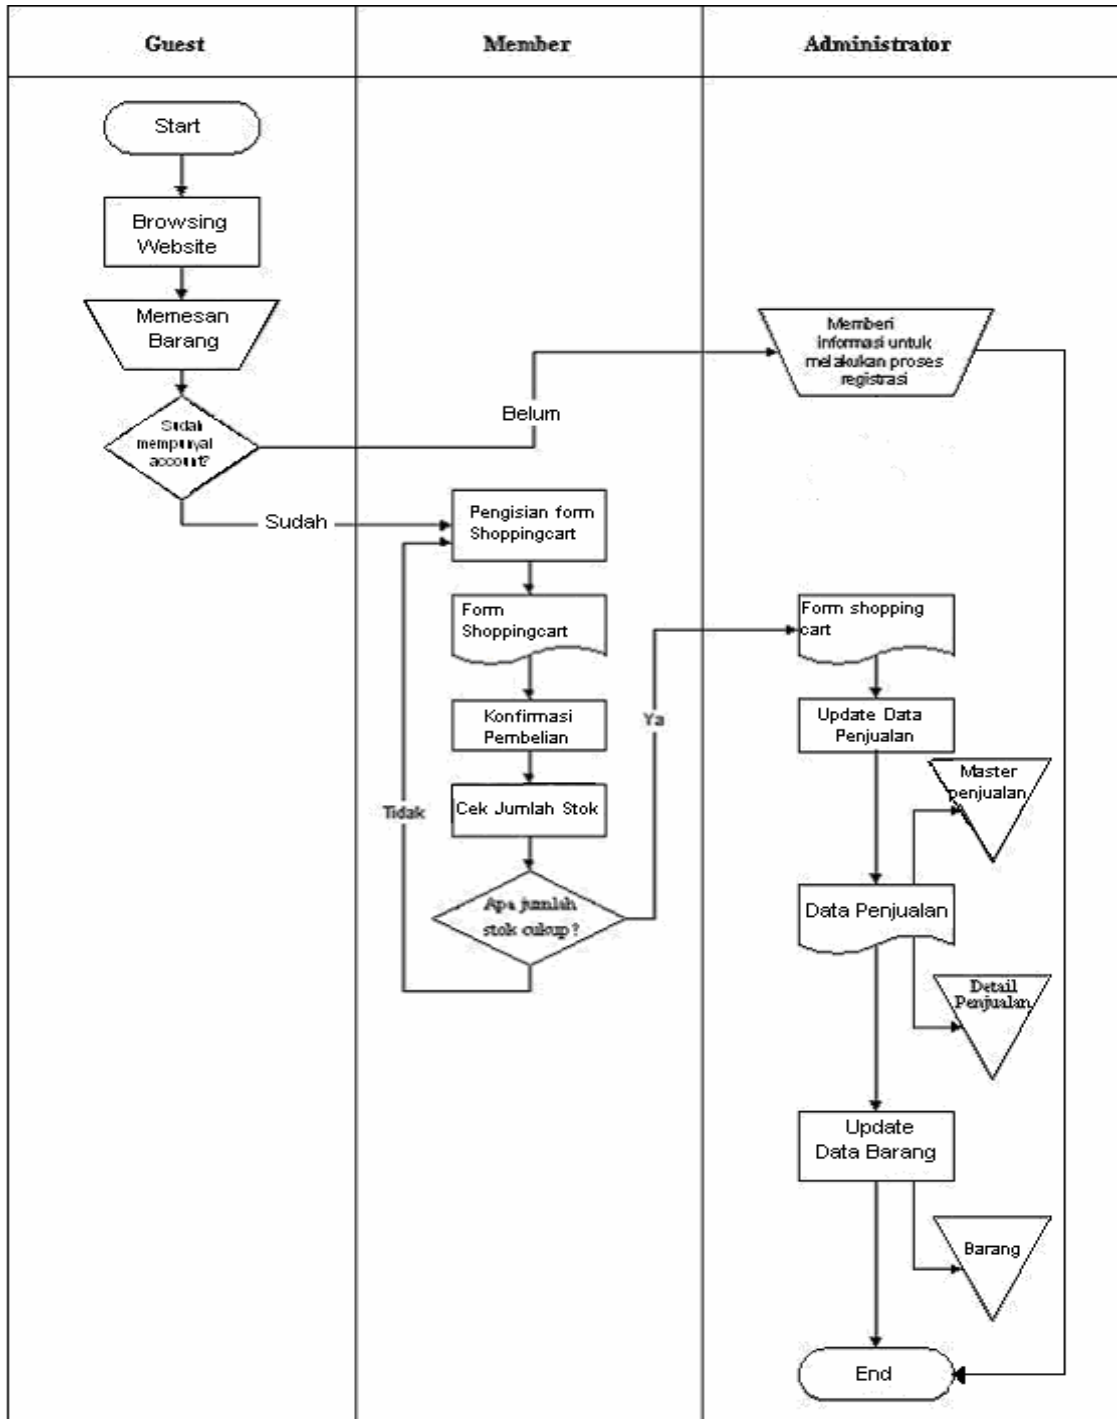 Guest
Member
Administrator
Start
Browsing
Website
Memesan
Barang
Sudah
mempunyai
account?
Belum
Memberi
informasi untuk
melakukan proses
registrasi
Sudah
Pengisian form
Shoppingcart
Form
Shoppingcart
Konfirmasi
Pembelian
Cek Jumlah Stok
Apa jumlah
stok cukup?
Tidak
Ya
Form shopping
cart
Update Data
Penjualan
Master
penjualan
Data Penjualan
Detail
Penjualan
Update
Data Barang
Barang
End